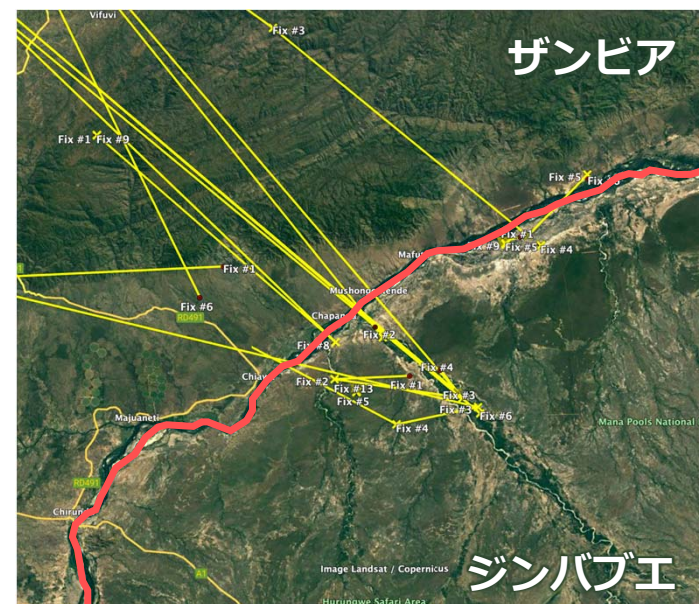 Vifuvi
Fix #3
ザンビア
Fix #1 Fix #9
Fix #5
Fix #1
Fix #9 Fix #5 Fix #4
Fix #1
Mushono
Fix #6
RD491
Chapan
Fix #2
Fix #8
Fix #4
Chia
Fix #2
Fix #1
Fix #13
Fix #3
Fix #5
Fix #3
Fix #6
Majuaneti
Fix #4
Mana Pools National
RD491
Chirun
A1
Image Landsat / Copernicus
ジンバブエ
Hurungwe Safari Area